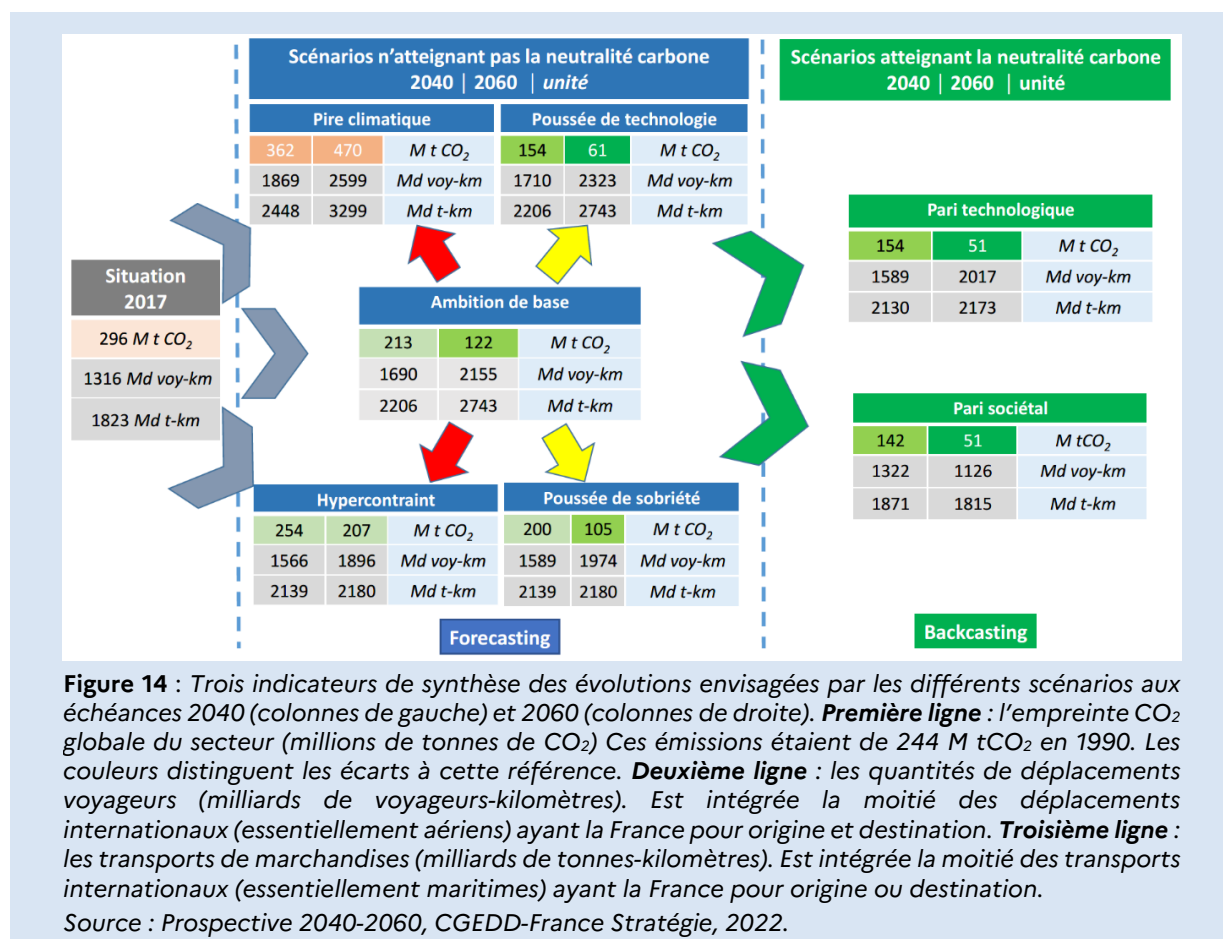 Scénarios n'atteignant pas la neutralité carbone
2040 | 2060 | unité
Scénarios atteignant la neutralité carbone
2040 | 2060 | unité
Situation
2017
296 M t CO₂
1316 Md voy-km
1823 Md t-km
Pire climatique
362 470 M t CO₂
1869 2599 Md voy-km
2448 3299 Md t-km
Poussée de technologie
154 61 M t CO₂
1710 2323 Md voy-km
2206 2743 Md t-km
Ambition de base
213 122 M t CO₂
1690 2155 Md voy-km
2206 2743 Md t-km
Hypercontraint
254 207 M t CO₂
1566 1896 Md voy-km
2139 2180 Md t-km
Poussée de sobriété
200 105 M t CO₂
1589 1974 Md voy-km
2139 2180 Md t-km
Forecasting
Pari technologique
154 51 M t CO₂
1589 2017 Md voy-km
2130 2173 Md t-km
Pari sociétal
142 51 M tCO₂
1322 1126 Md voy-km
1871 1815 Md t-km
Backcasting
Figure 14 : Trois indicateurs de synthèse des évolutions envisagées par les différents scénarios aux
échéances 2040 (colonnes de gauche) et 2060 (colonnes de droite). Première ligne : l'empreinte CO₂
globale du secteur (millions de tonnes de CO₂) Ces émissions étaient de 244 M tCO₂ en 1990. Les
couleurs distinguent les écarts à cette référence. Deuxième ligne : les quantités de déplacements
voyageurs (milliards de voyageurs-kilomètres). Est intégrée la moitié des déplacements
internationaux (essentiellement aériens) ayant la France pour origine et destination. Troisième ligne :
les transports de marchandises (milliards de tonnes-kilomètres). Est intégrée la moitié des transports
internationaux (essentiellement maritimes) ayant la France pour origine ou destination.
Source : Prospective 2040-2060, CGEDD-France Stratégie, 2022.